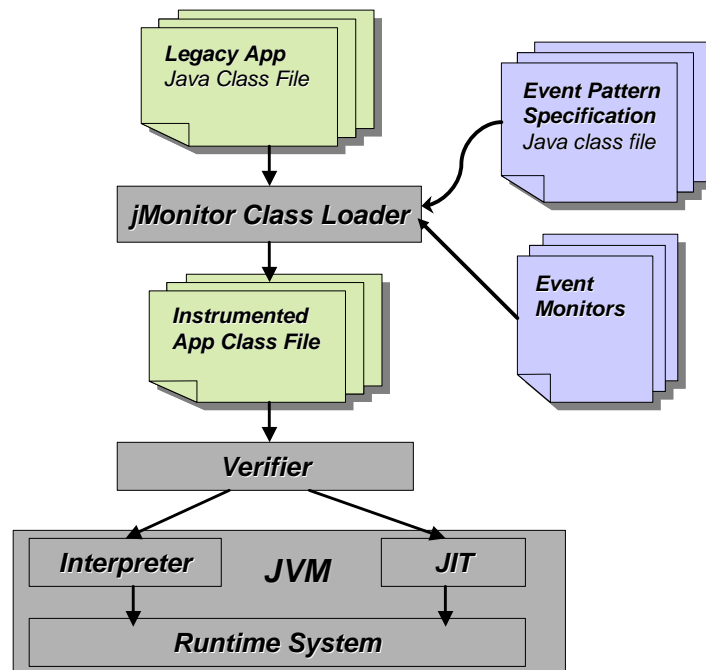 Legacy App
Java Class File
Event Pattern
Specification
Java class file
jMonitor Class Loader
Event
Monitors
Instrumented
App Class File
Verifier
Interpreter
JVM
JIT
Runtime System